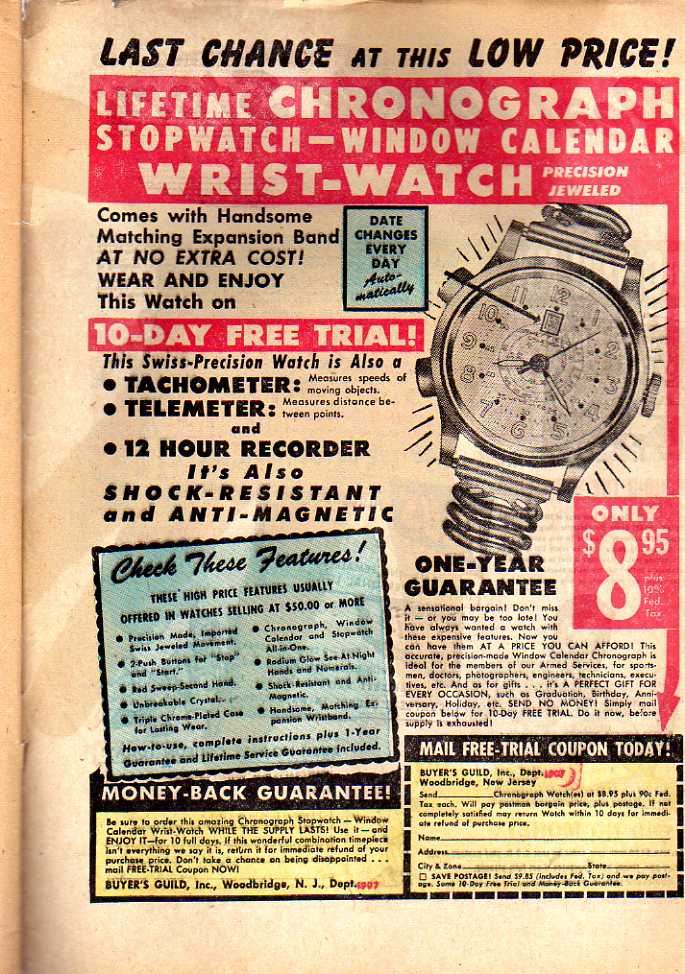 LAST CHANCE AT THIS LOW PRICE!
LIFETIME CHRONOGRAPH
STOPWATCH—WINDOW CALENDAR
WRIST-WATCH PRECISION JEWELED
Comes with Handsome
Matching Expansion Band
AT NO EXTRA COST!
WEAR AND ENJOY
This Watch on
DATE
CHANGES
EVERY
DAY
Auto-
matically
10-DAY FREE TRIAL!
This Swiss-Precision Watch is Also a
• TACHOMETER: Measures speeds of moving objects.
• TELEMETER: Measures distance between points.
and
• 12 HOUR RECORDER
It's Also
SHOCK-RESISTANT
and ANTI-MAGNETIC
11 12 1
10 2
9 3
8 4
7 6 5
ONLY
$8.95
plus
10%
Fed.
Tax
Check These Features!
THESE HIGH PRICE FEATURES USUALLY
OFFERED IN WATCHES SELLING AT $50.00 or MORE
• Precision Made, Imported
Swiss Jeweled Movement.
• 2-Push Buttons for "Stop"
and "Start."
• Red Sweep-Second Hand.
• Unbreakable Crystal.
• Triple Chrome-Plated Case
for Lasting Wear.
• Chronograph, Window
Calendar and Stopwatch
All-in-One.
• Radium Glow See-At-Night
Hands and Numerals.
• Shock-Resistant and Anti-
Magnetic.
• Handsome, Matching Ex-
pansion Wristband.
How-to-use, complete instructions plus 1-Year
Guarantee and Lifetime Service Guarantee Included.
ONE-YEAR
GUARANTEE
A sensational bargain! Don't miss
it — or you may be too late! You
have always wanted a watch with
these expensive features. Now you
can have them AT A PRICE YOU CAN AFFORD! This
accurate, precision-made Window Calendar Chronograph is
ideal for the members of our Armed Services, for sports-
men, doctors, photographers, engineers, technicians, execu-
tives, etc. And as for gifts . . . it's A PERFECT GIFT FOR
EVERY OCCASION, such as Graduation, Birthday, Anni-
versary, Holiday, etc. SEND NO MONEY! Simply mail
coupon below for 10-Day FREE TRIAL. Do it now, before
supply is exhausted!
MONEY-BACK GUARANTEE!
Be sure to order this amazing Chronograph Stopwatch — Window
Calendar Wrist-Watch WHILE THE SUPPLY LASTS! Use it — and
ENJOY IT—for 10 full days. If this wonderful combination timepiece
isn't everything we say it is, return it for immediate refund of your
purchase price. Don't take a chance on being disappointed . . .
mail FREE-TRIAL Coupon NOW!
BUYER'S GUILD, Inc., Woodbridge, N. J., Dept. 1907
MAIL FREE-TRIAL COUPON TODAY!
BUYER'S GUILD, Inc., Dept.
Woodbridge, New Jersey
Send Chronograph Watch(es) at $8.95 plus 90c Fed.
Tax each. Will pay postman bargain price, plus postage. If not
completely satisfied may return Watch within 10 days for immedi-
ate refund of purchase price.
Name
Address
City & Zone State
□ SAVE POSTAGE! Send $9.85 (includes Fed. Tax) and we pay post-
age. Same 10-Day Free Trial and Money-Back Guarantee.